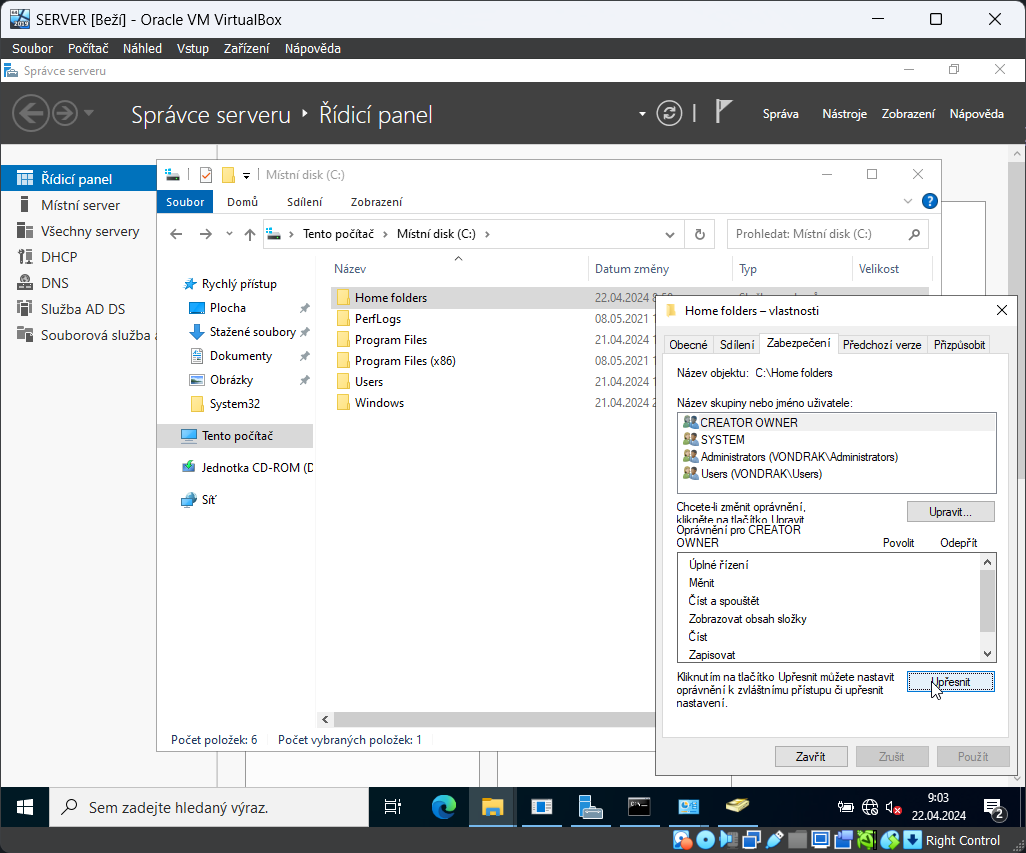 SERVER [Beží] - Oracle VM VirtualBox
Soubor Počítač Náhled Vstup Zařízení Nápověda
Správce serveru
Správce serveru Řídicí panel
Správa Nástroje Zobrazení Nápověda
Řídicí panel
Místní server
Všechny servery
DHCP
DNS
Služba AD DS
Souborová služba a
Místní disk (C:)
Soubor Domů Sdílení Zobrazení
Tento počítač Místní disk (C:)
Prohledat: Místní disk (C:)
Rychlý přístup
Plocha
Stažené soubory
Dokumenty
Obrázky
System32
Tento počítač
Jednotka CD-ROM (D
Síť
Název Datum změny Typ Velikost
Home folders 22.04.2024
PerfLogs 08.05.2021 1
Program Files 21.04.2024 1
Program Files (x86) 08.05.2021 1
Users 21.04.2024 1
Windows 21.04.2024 2
Počet položek: 6 Počet vybraných položek: 1
Home folders – vlastnosti
Obecné Sdílení Zabezpečení Předchozí verze Přizpůsobit
Název objektu: C:\Home folders
Název skupiny nebo jméno uživatele:
CREATOR OWNER
SYSTEM
Administrators (VONDRAK\Administrators)
Users (VONDRAK\Users)
Chcete-li změnit oprávnění,
klikněte na tlačítko Upravit
Upravit...
Oprávnění pro CREATOR
OWNER
Povolit Odepřít
Úplné řízení
Měnit
Číst a spouštět
Zobrazovat obsah složky
Číst
Zapisovat
Kliknutím na tlačítko Upřesnit můžete nastavit
oprávnění k zvláštnímu přístupu či upřesnit
nastavení.
Upřesnit
Zavřít Zrušit Použít
Sem zadejte hledaný výraz.
9:03
22.04.2024
2
Right Control